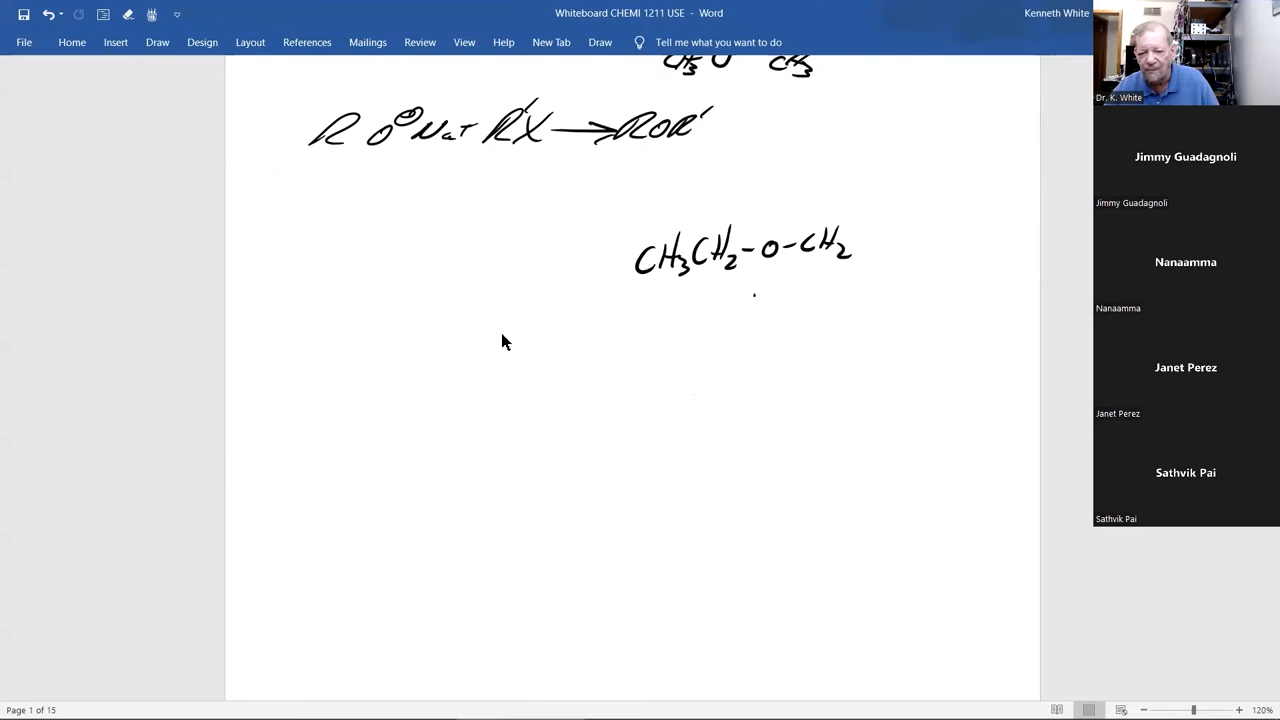 Whiteboard CHEMI 1211 USE - Word
Kenneth White
File Home Insert Draw Design Layout References Mailings Review View Help New Tab Draw Tell me what you want to do
CH3 O CH3
Dr. K. White
R O⊖ Na+ R'X → ROR'
Jimmy Guadagnoli
Jimmy Guadagnoli
CH3CH2-O-CH2
Nanaamma
Nanaamma
Janet Perez
Janet Perez
Sathvik Pai
Sathvik Pai
Page 1 of 15
120%